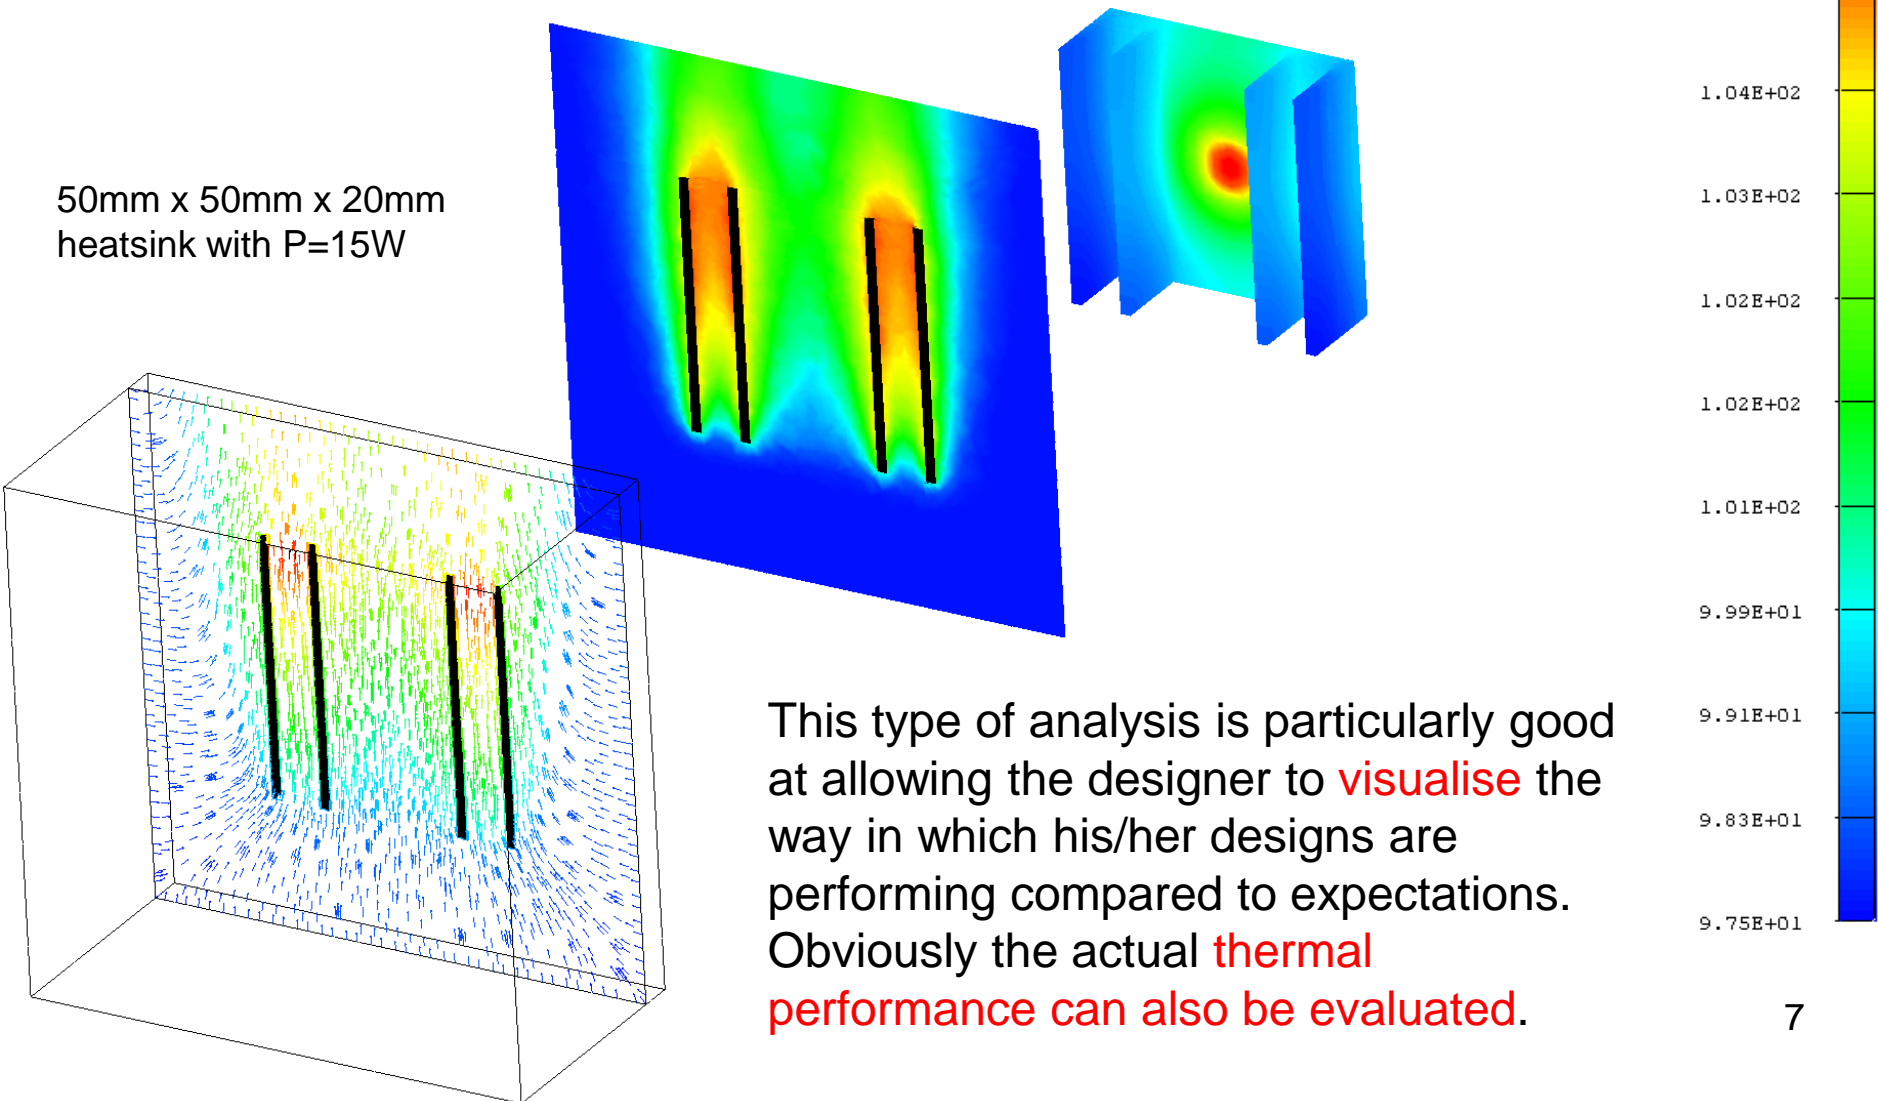 50mm x 50mm x 20mm
heatsink with P=15W
1.04E+02
1.03E+02
1.02E+02
1.02E+02
1.01E+02
9.99E+01
9.91E+01
9.83E+01
9.75E+01
This type of analysis is particularly good
at allowing the designer to visualise the
way in which his/her designs are
performing compared to expectations.
Obviously the actual thermal
performance can also be evaluated.
7